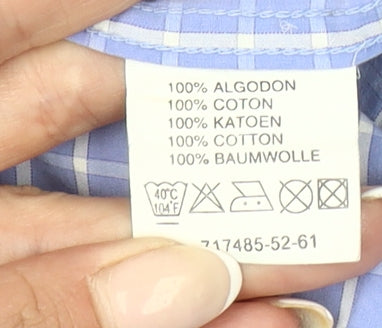 100% ALGODON
100% COTON
100% KATOEN
100% COTTON
100% BAUMWOLLE
40°C
104°F
717485-52-61